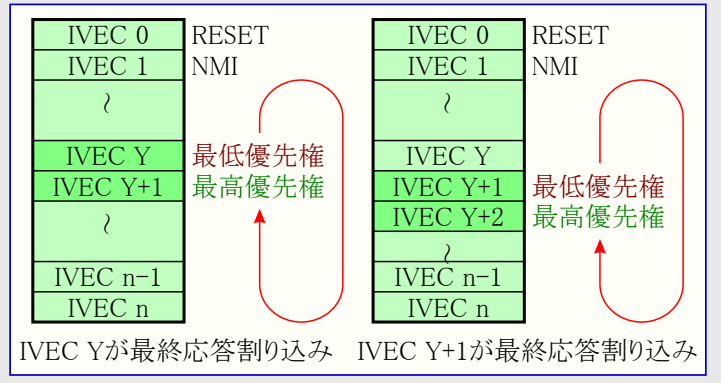 IVEC 0 RESET
IVEC 1 NMI
~
IVEC Y 最低優先権
IVEC Y+1 最高優先権
~
IVEC n-1
IVEC n
IVEC Yが最終応答割り込み
IVEC 0 RESET
IVEC 1 NMI
~
IVEC Y
IVEC Y+1 最低優先権
IVEC Y+2 最高優先権
~
IVEC n-1
IVEC n
IVEC Y+1が最終応答割り込み